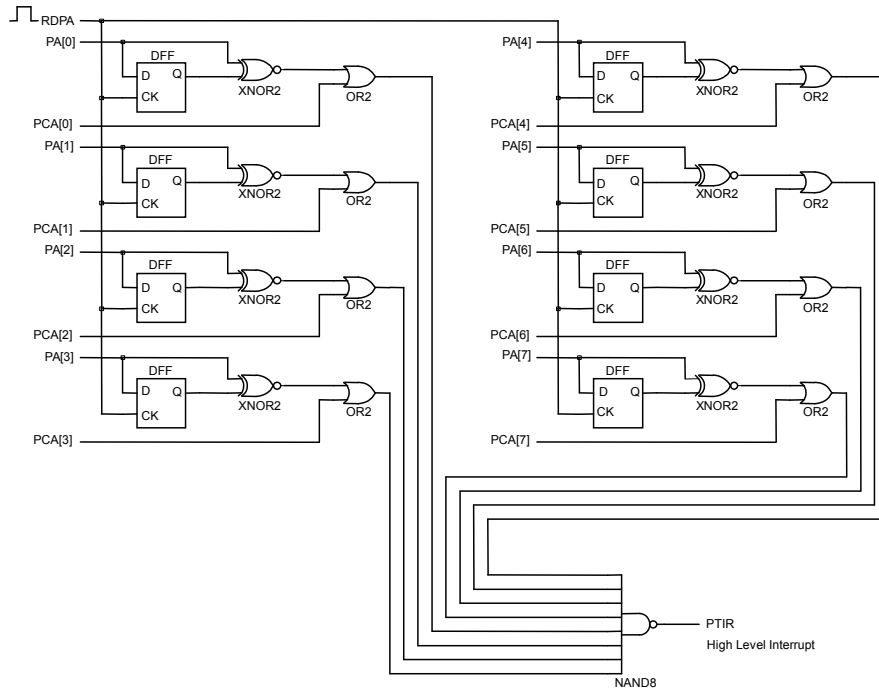 RDPA
PA[0]
DFF
D
Q
CK
XNOR2
OR2
PCA[0]
PA[1]
DFF
D
Q
CK
XNOR2
OR2
PCA[1]
PA[2]
DFF
D
Q
CK
XNOR2
OR2
PCA[2]
PA[3]
DFF
D
Q
CK
XNOR2
OR2
PCA[3]
PA[4]
DFF
D
Q
CK
XNOR2
OR2
PCA[4]
PA[5]
DFF
D
Q
CK
XNOR2
OR2
PCA[5]
PA[6]
DFF
D
Q
CK
XNOR2
OR2
PCA[6]
PA[7]
DFF
D
Q
CK
XNOR2
OR2
PCA[7]
PTIR
High Level Interrupt
NAND8